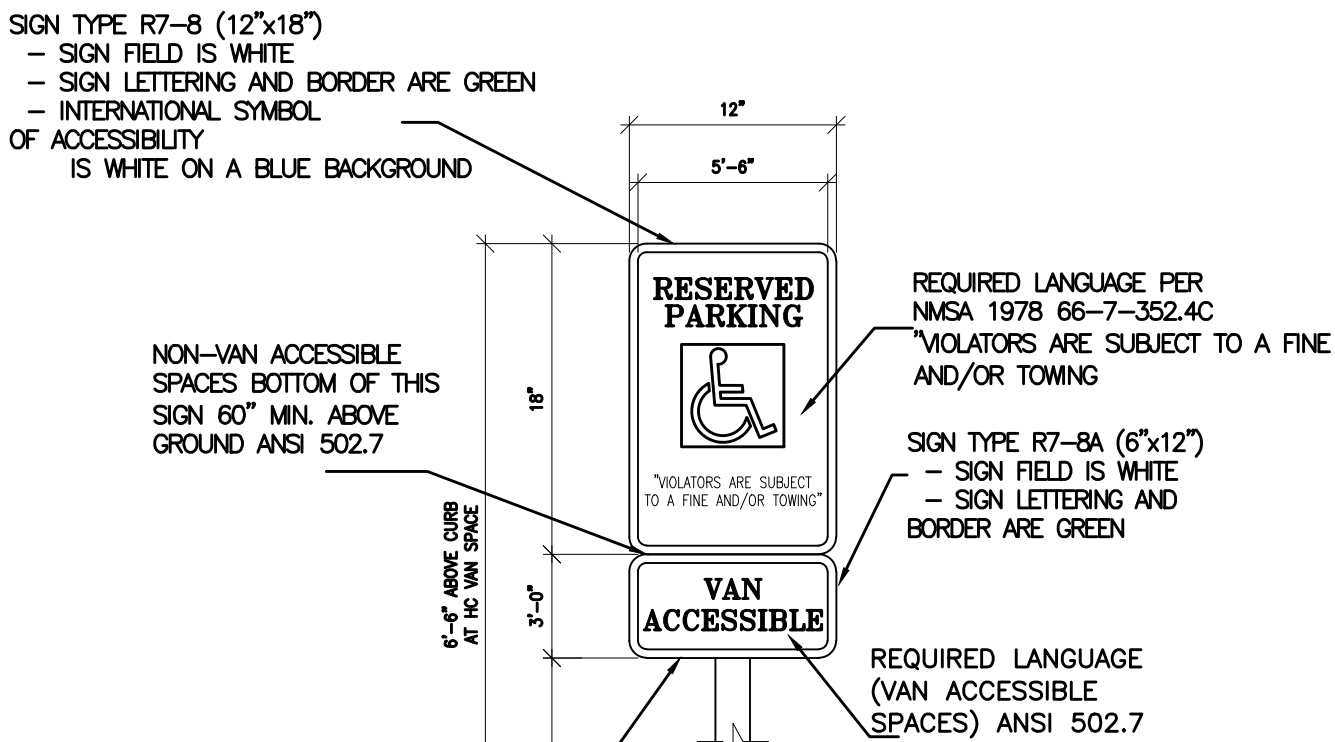 SIGN TYPE R7-8 (12"x18")
- SIGN FIELD IS WHITE
- SIGN LETTERING AND BORDER ARE GREEN
- INTERNATIONAL SYMBOL
OF ACCESSIBILITY
IS WHITE ON A BLUE BACKGROUND
12"
5'-6"
RESERVED
PARKING
"VIOLATORS ARE SUBJECT
TO A FINE AND/OR TOWING"
REQUIRED LANGUAGE PER
NMSA 1978 66-7-352.4C
"VIOLATORS ARE SUBJECT TO A FINE
AND/OR TOWING
NON-VAN ACCESSIBLE
SPACES BOTTOM OF THIS
SIGN 60" MIN. ABOVE
GROUND ANSI 502.7
18"
SIGN TYPE R7-8A (6"x12")
- SIGN FIELD IS WHITE
- SIGN LETTERING AND
BORDER ARE GREEN
6'-6" ABOVE CURB
AT HC VAN SPACE
3'-0"
VAN
ACCESSIBLE
REQUIRED LANGUAGE
(VAN ACCESSIBLE
SPACES) ANSI 502.7